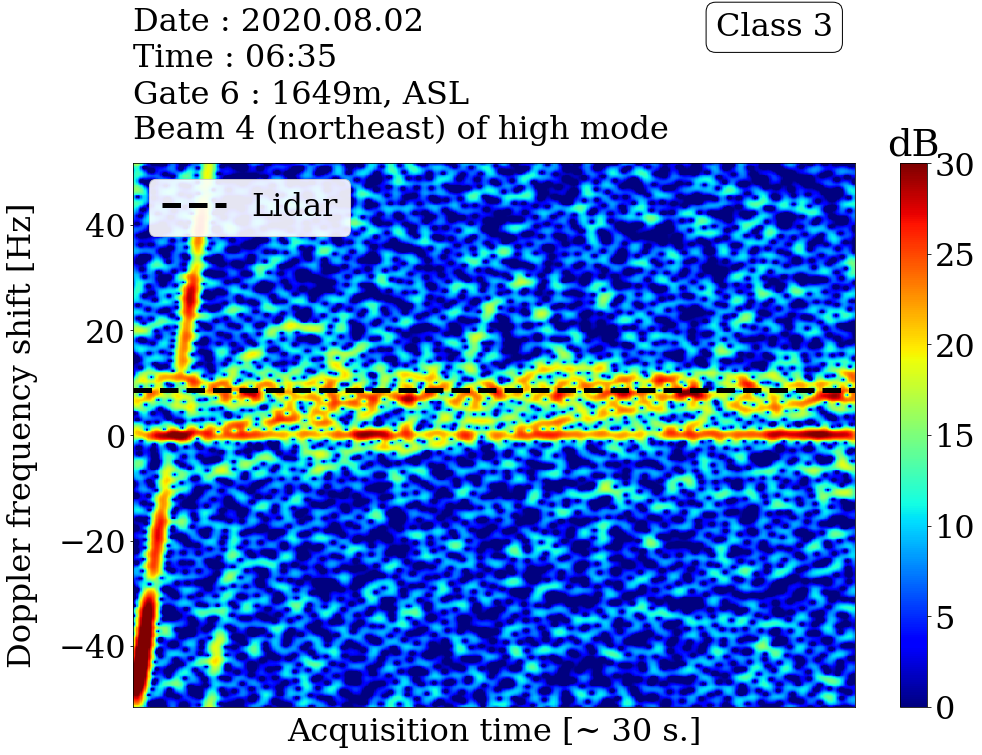 Date : 2020.08.02
Time : 06:35
Gate 6 : 1649m, ASL
Beam 4 (northeast) of high mode
Class 3
dB
Lidar
Doppler frequency shift [Hz]
40
20
0
−20
−40
Acquisition time [~ 30 s.]
30
25
20
15
10
5
0